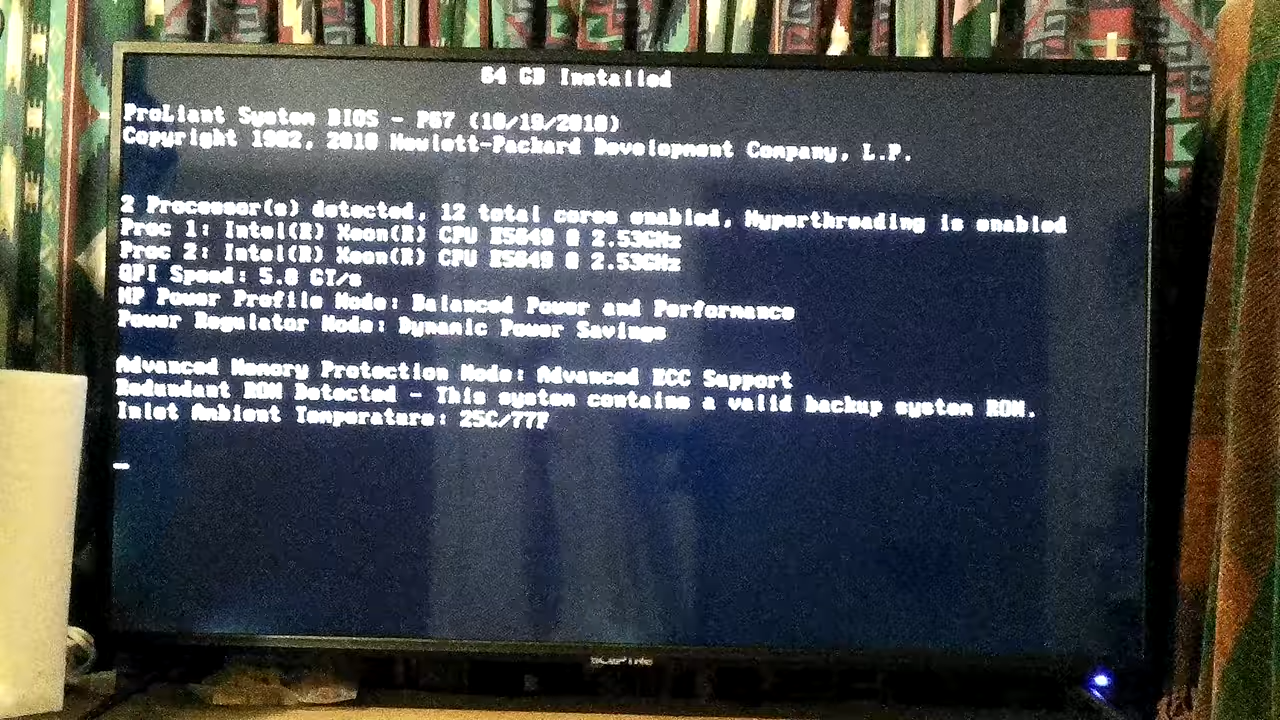 64 GB Installed
ProLiant System BIOS - P67 (10/19/2010)
Copyright 1982, 2010 Hewlett-Packard Development Company, L.P.
2 Processor(s) detected, 12 total cores enabled, Hyperthreading is enabled
Proc 1: Intel(R) Xeon(R) CPU E5649 @ 2.53GHz
Proc 2: Intel(R) Xeon(R) CPU E5649 @ 2.53GHz
QPI Speed: 5.8 GT/s
HP Power Profile Mode: Balanced Power and Performance
Power Regulator Mode: Dynamic Power Savings
Advanced Memory Protection Mode: Advanced ECC Support
Redundant ROM Detected - This system contains a valid backup system ROM.
Inlet Ambient Temperature: 25C/77F